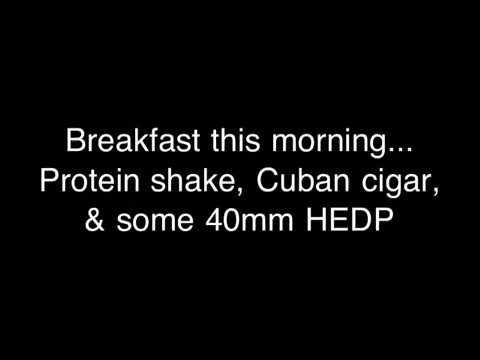 Breakfast this morning...
Protein shake, Cuban cigar,
& some 40mm HEDP